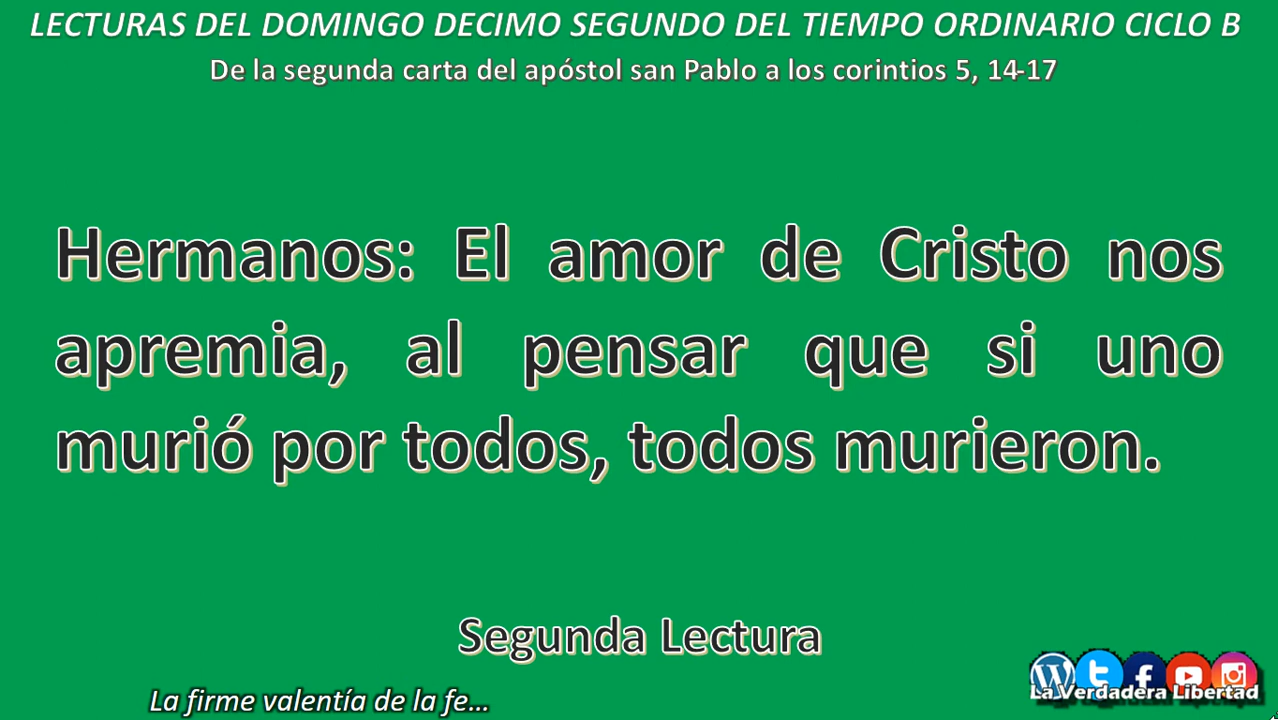 LECTURAS DEL DOMINGO DECIMO SEGUNDO DEL TIEMPO ORDINARIO CICLO B
De la segunda carta del apóstol san Pablo a los corintios 5, 14-17
Hermanos: El amor de Cristo nos
apremia, al pensar que si uno
murió por todos, todos murieron.
Segunda Lectura
La Verdadera Libertad
La firme valentía de la fe...